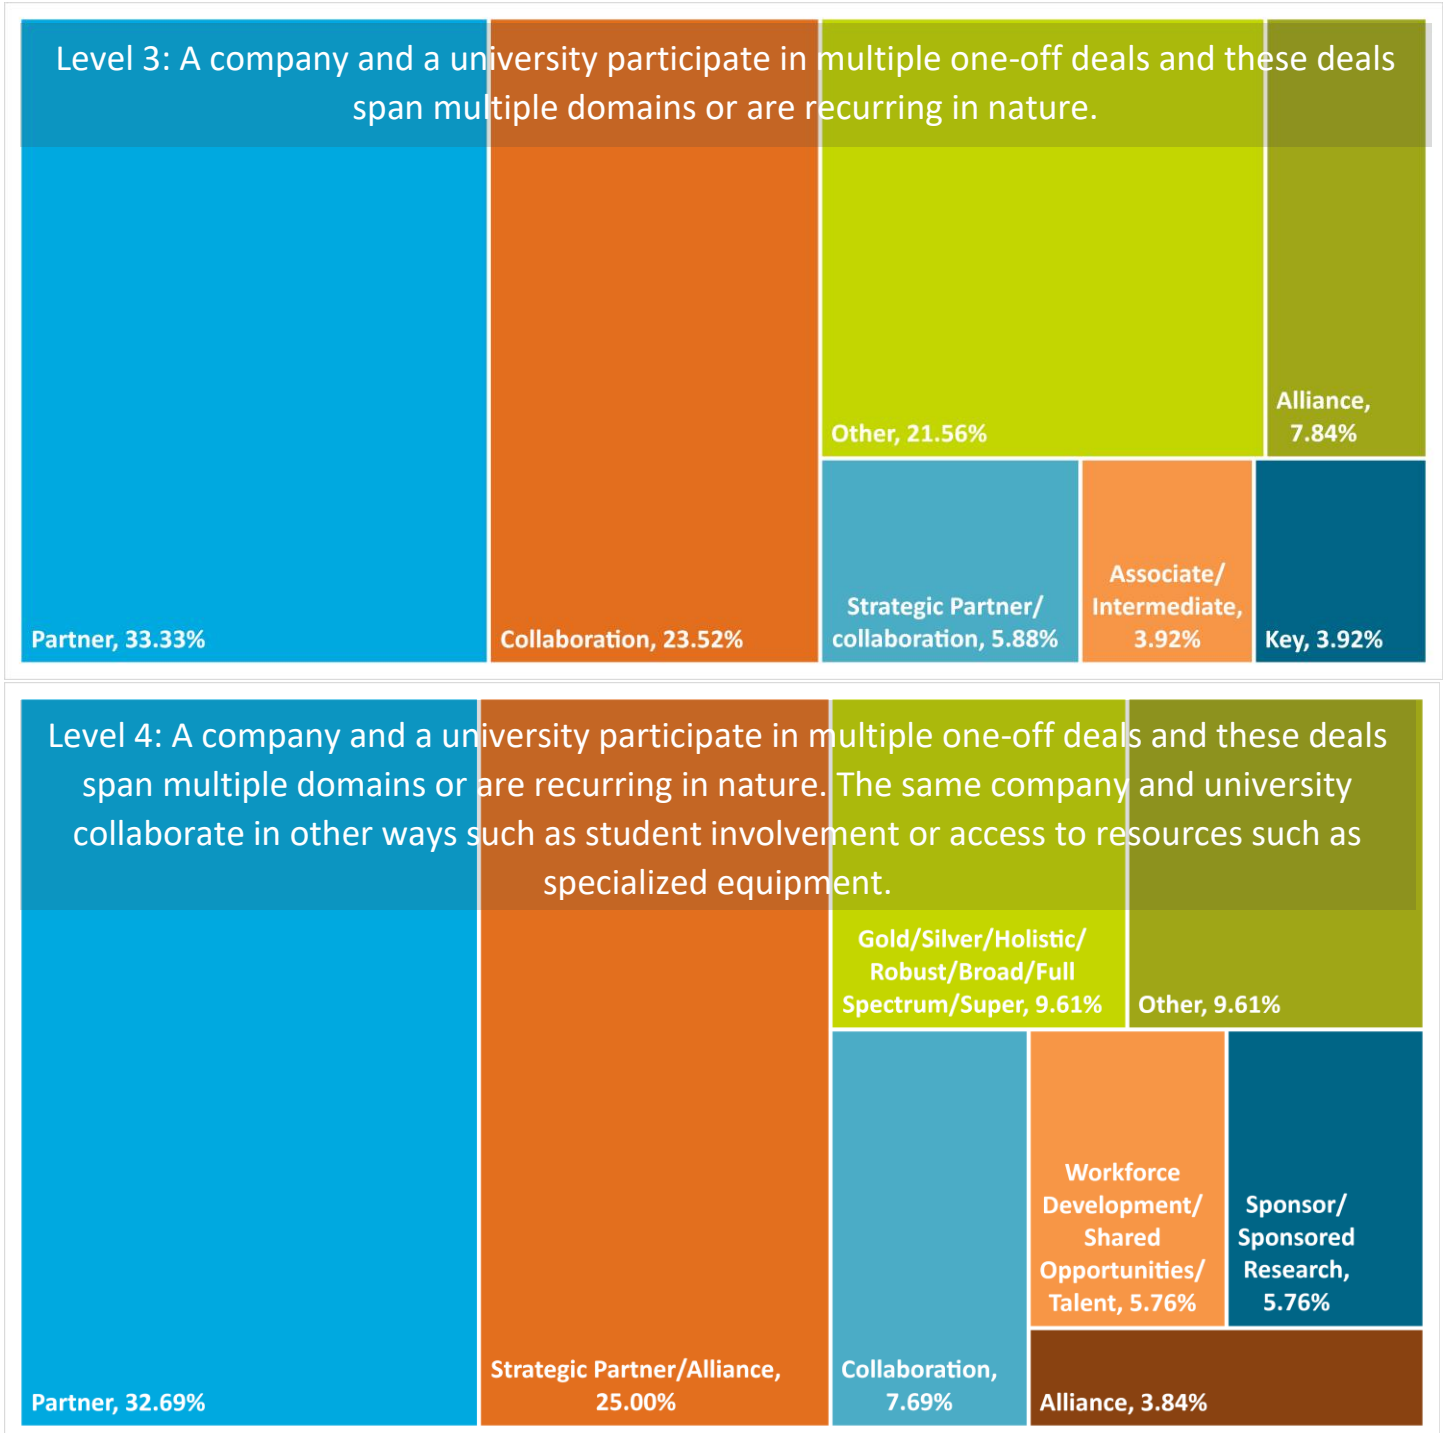 Level 3: A company and a university participate in multiple one-off deals and these deals
span multiple domains or are recurring in nature.
Partner, 33.33%
Collaboration, 23.52%
Other, 21.56%
Alliance,
7.84%
Strategic Partner/
collaboration, 5.88%
Associate/
Intermediate,
3.92%
Key, 3.92%
Level 4: A company and a university participate in multiple one-off deals and these deals
span multiple domains or are recurring in nature. The same company and university
collaborate in other ways such as student involvement or access to resources such as
specialized equipment.
Partner, 32.69%
Strategic Partner/Alliance,
25.00%
Gold/Silver/Holistic/
Robust/Broad/Full
Spectrum/Super, 9.61%
Other, 9.61%
Collaboration,
7.69%
Workforce
Development/
Shared
Opportunities/
Talent, 5.76%
Sponsor/
Sponsored
Research,
5.76%
Alliance, 3.84%